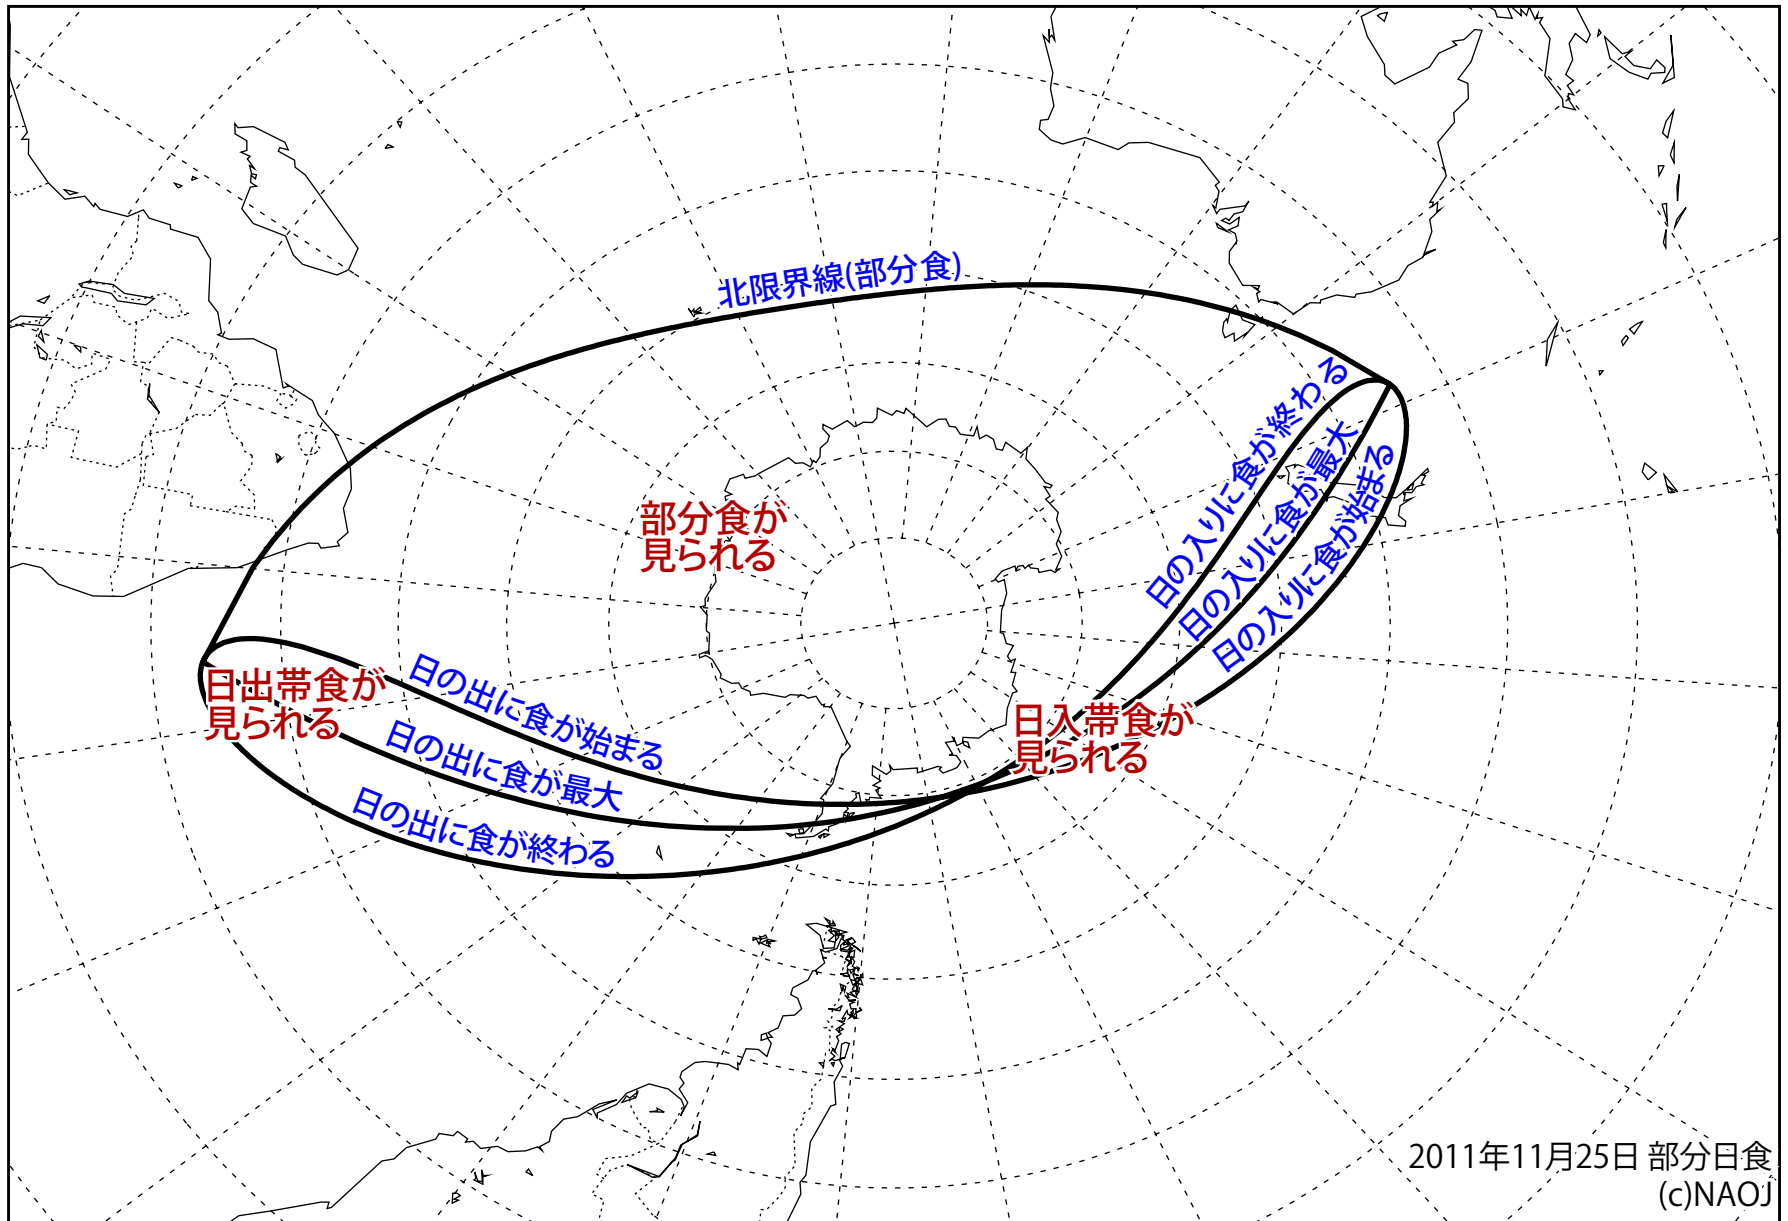 北限界線(部分食)
日の入りに食が終わる
日の入りに食が最大
日の入りに食が始まる
部分食が
見られる
日出帯食が
見られる
日の出に食が始まる
日の出に食が最大
日の出に食が終わる
日入帯食が
見られる
2011年11月25日 部分日食
(c)NAOJ